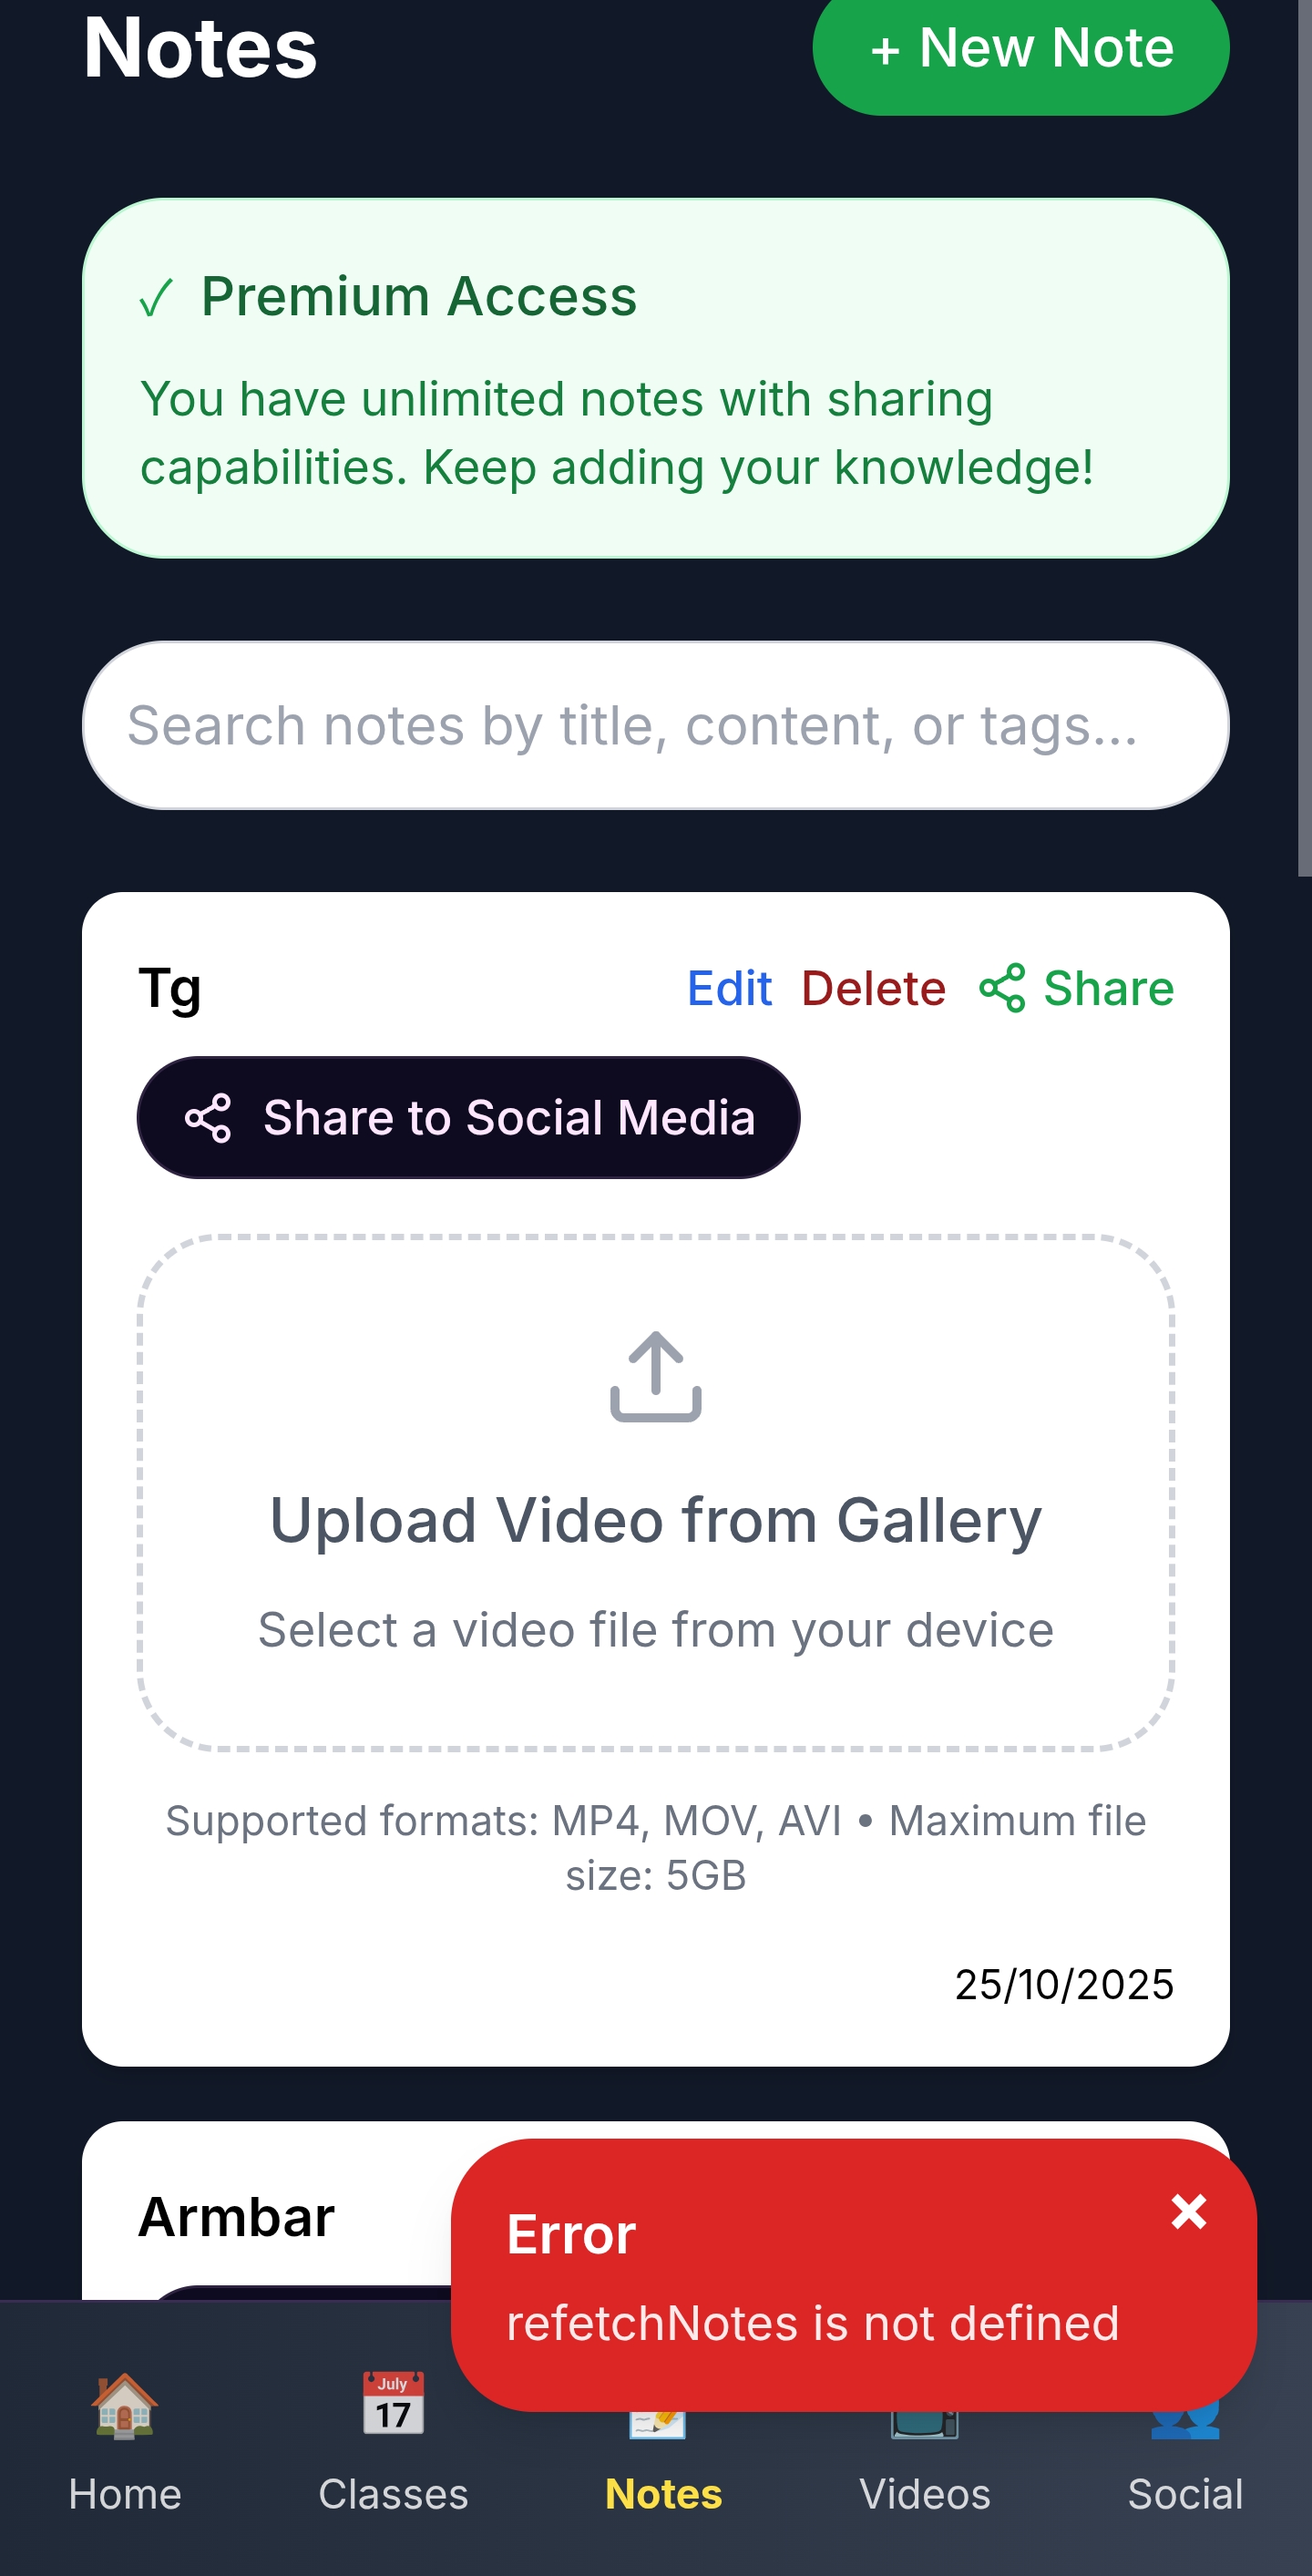 Notes
+ New Note
✓ Premium Access
You have unlimited notes with sharing
capabilities. Keep adding your knowledge!
Search notes by title, content, or tags...
Tg
Edit Delete Share
Share to Social Media
Upload Video from Gallery
Select a video file from your device
Supported formats: MP4, MOV, AVI • Maximum file
size: 5GB
25/10/2025
Armbar
Error
×
refetchNotes is not defined
July
17
Home
Classes
Notes
Videos
Social